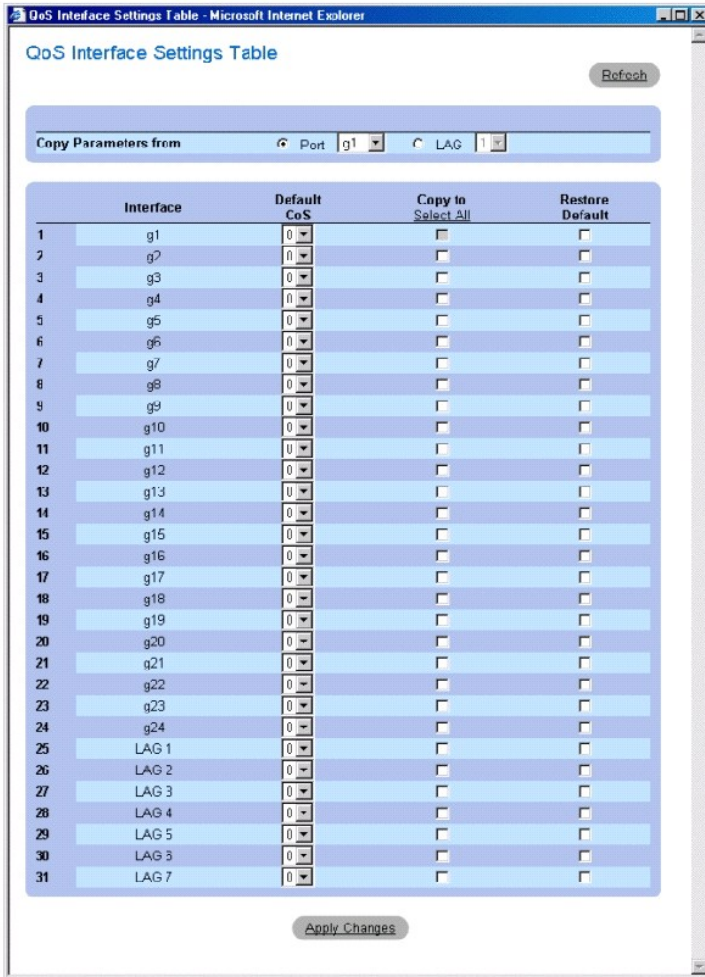 QoS Interface Settings Table - Microsoft Internet Explorer
QoS Interface Settings Table
Refresh
Copy Parameters from Port g1 LAG 1
Interface Default CoS Copy to Select All Restore Default
1 g1 0
2 g2 0
3 g3 0
4 g4 0
5 g5 0
6 g6 0
7 g7 0
8 g8 0
9 g9 0
10 g10 0
11 g11 0
12 g12 0
13 g13 0
14 g14 0
15 g15 0
16 g16 0
17 g17 0
18 g18 0
19 g19 0
20 g20 0
21 g21 0
22 g22 0
23 g23 0
24 g24 0
25 LAG 1 0
26 LAG 2 0
27 LAG 3 0
28 LAG 4 0
29 LAG 5 0
30 LAG 6 0
31 LAG 7 0
Apply Changes